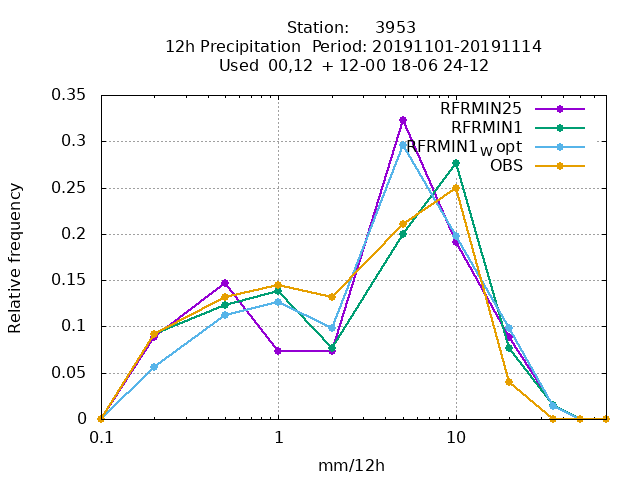 Station: 3953
12h Precipitation Period: 20191101-20191114
Used 00,12 + 12-00 18-06 24-12
0.35
0.3
0.25
0.2
0.15
0.1
0.05
0
Relative frequency
RFRMIN25
RFRMIN1
RFRMIN1w opt
OBS
0.1
1
10
mm/12h